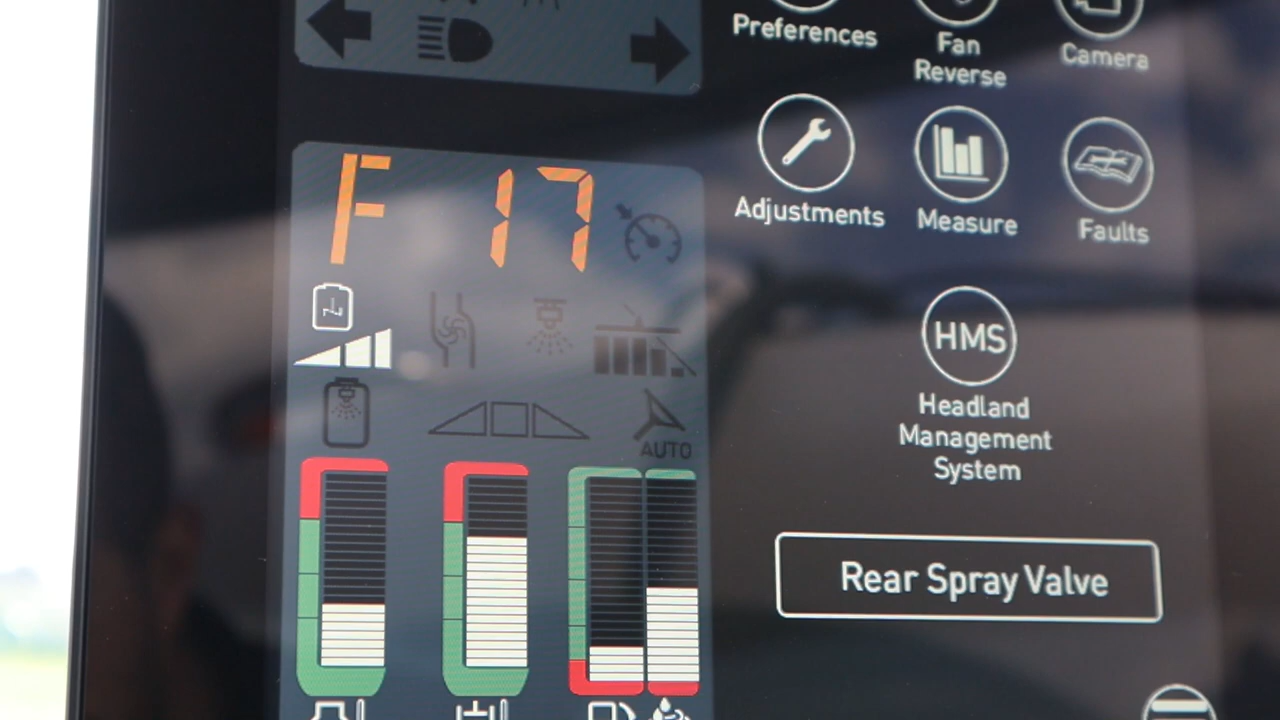 Preferences
Fan
Reverse
Camera
F 17
Adjustments
Measure
Faults
HMS
Headland
Management
System
AUTO
Rear Spray Valve